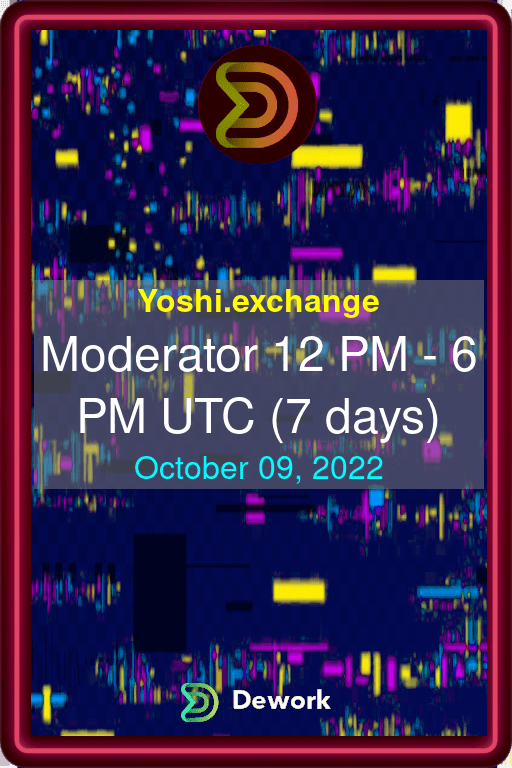 Yoshi.exchange
Moderator 12 PM - 6
PM UTC (7 days)
October 09, 2022
Dework